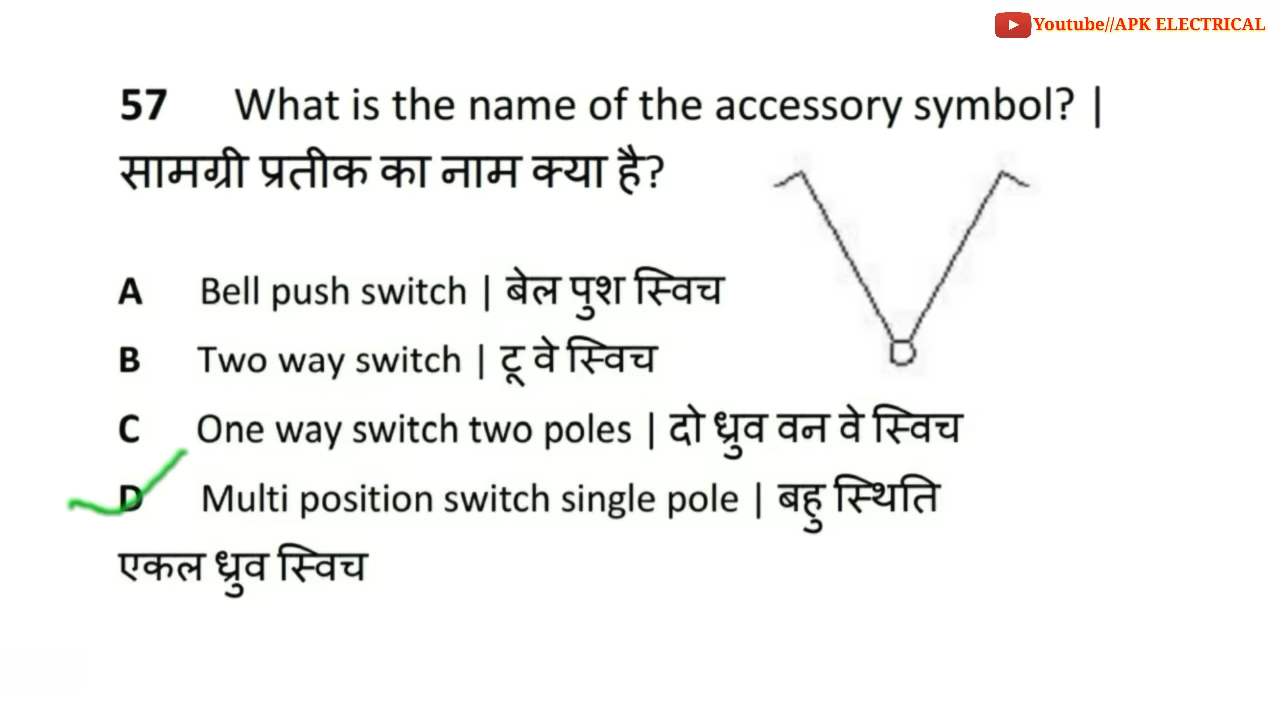 Youtube//APK ELECTRICAL
57 What is the name of the accessory symbol? |
सामग्री प्रतीक का नाम क्या है?
A Bell push switch | बेल पुश स्विच
B Two way switch | टू वे स्विच
C One way switch two poles | दो ध्रुव वन वे स्विच
D Multi position switch single pole | बहु स्थिति
एकल ध्रुव स्विच